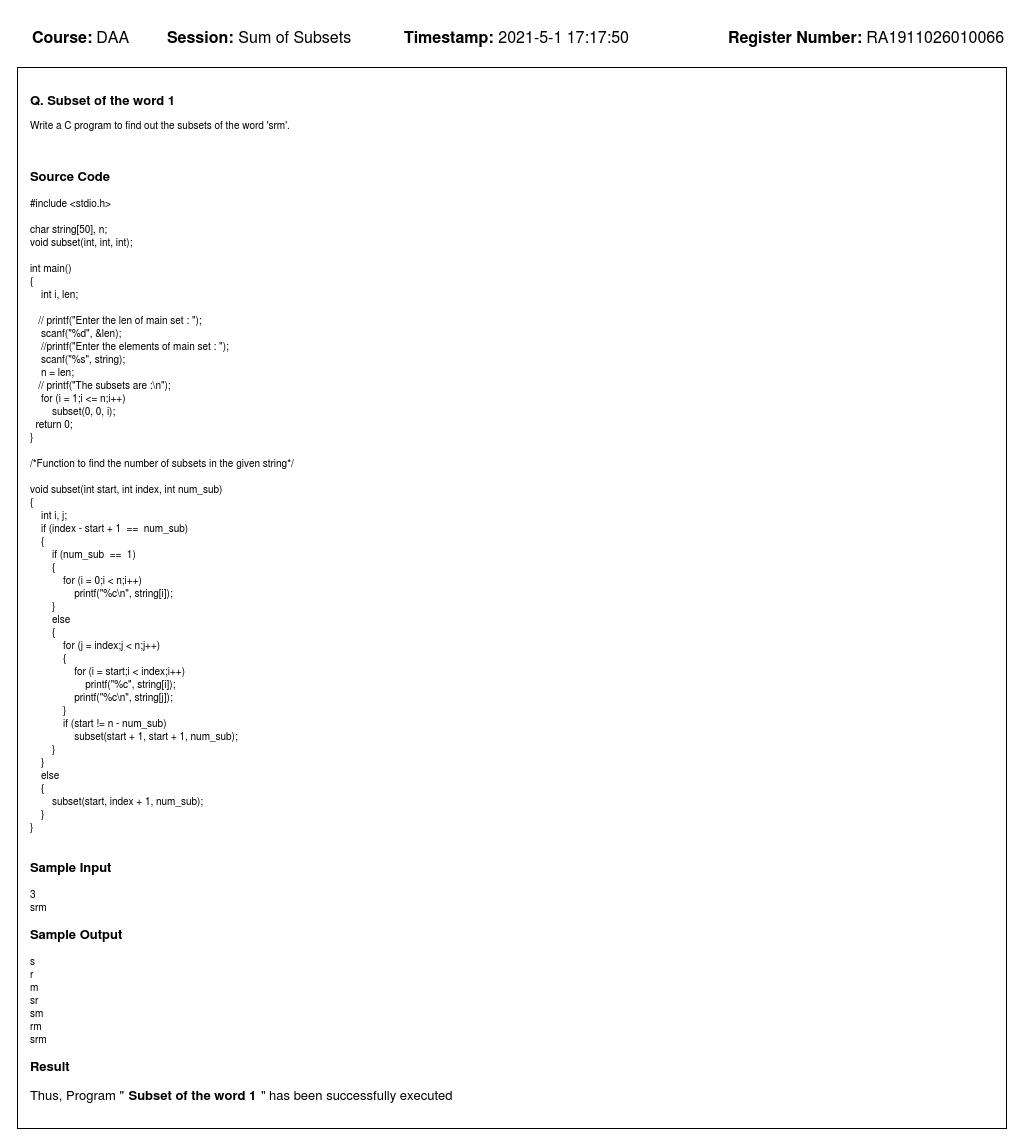 Course: DAA Session: Sum of Subsets Timestamp: 2021-5-1 17:17:50 Register Number: RA1911026010066
Q. Subset of the word 1
Write a C program to find out the subsets of the word 'srm'.
Source Code
#include <stdio.h>
char string[50], n;
void subset(int, int, int);
int main()
{
    int i, len;
   // printf("Enter the len of main set : ");
    scanf("%d", &len);
    //printf("Enter the elements of main set : ");
    scanf("%s", string);
    n = len;
   // printf("The subsets are :\n");
    for (i = 1;i <= n;i++)
        subset(0, 0, i);
  return 0;
}
/*Function to find the number of subsets in the given string*/
void subset(int start, int index, int num_sub)
{
    int i, j;
    if (index - start + 1  ==  num_sub)
    {
        if (num_sub  ==  1)
        {
            for (i = 0;i < n;i++)
                printf("%c\n", string[i]);
        }
        else
        {
            for (j = index;j < n;j++)
            {
                for (i = start;i < index;i++)
                    printf("%c", string[i]);
                printf("%c\n", string[j]);
            }
            if (start != n - num_sub)
                subset(start + 1, start + 1, num_sub);
        }
    }
    else
    {
        subset(start, index + 1, num_sub);
    }
}
Sample Input
3
srm
Sample Output
s
r
m
sr
sm
rm
srm
Result
Thus, Program " Subset of the word 1 " has been successfully executed